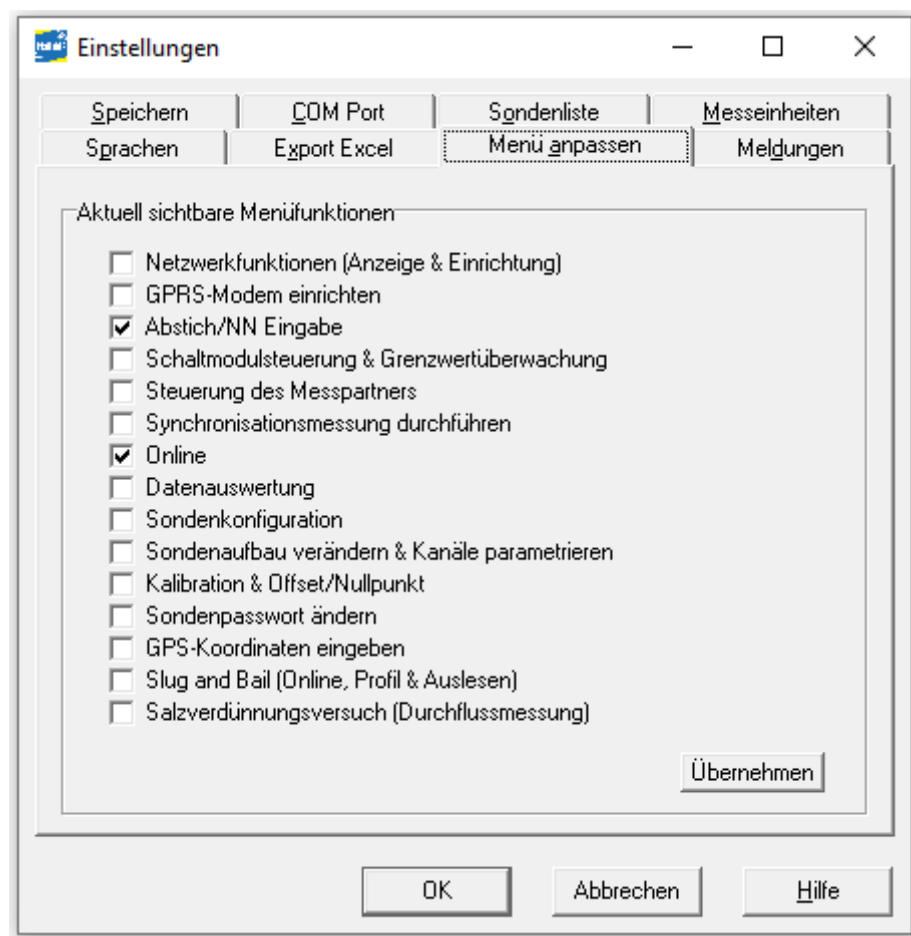 Einstellungen
Speichern COM Port Sondenliste Messeinheiten
Sprachen Export Excel Menü anpassen Meldungen
Aktuell sichtbare Menüfunktionen
Netzwerkfunktionen (Anzeige & Einrichtung)
GPRS-Modem einrichten
Abstich/NN Eingabe
Schaltmodulsteuerung & Grenzwertüberwachung
Steuerung des Messpartners
Synchronisationsmessung durchführen
Online
Datenauswertung
Sondenkonfiguration
Sondenaufbau verändern & Kanäle parametrieren
Kalibration & Offset/Nullpunkt
Sondenpasswort ändern
GPS-Koordinaten eingeben
Slug and Bail (Online, Profil & Auslesen)
Salzverdünnungsversuch (Durchflussmessung)
Übernehmen
OK Abbrechen Hilfe